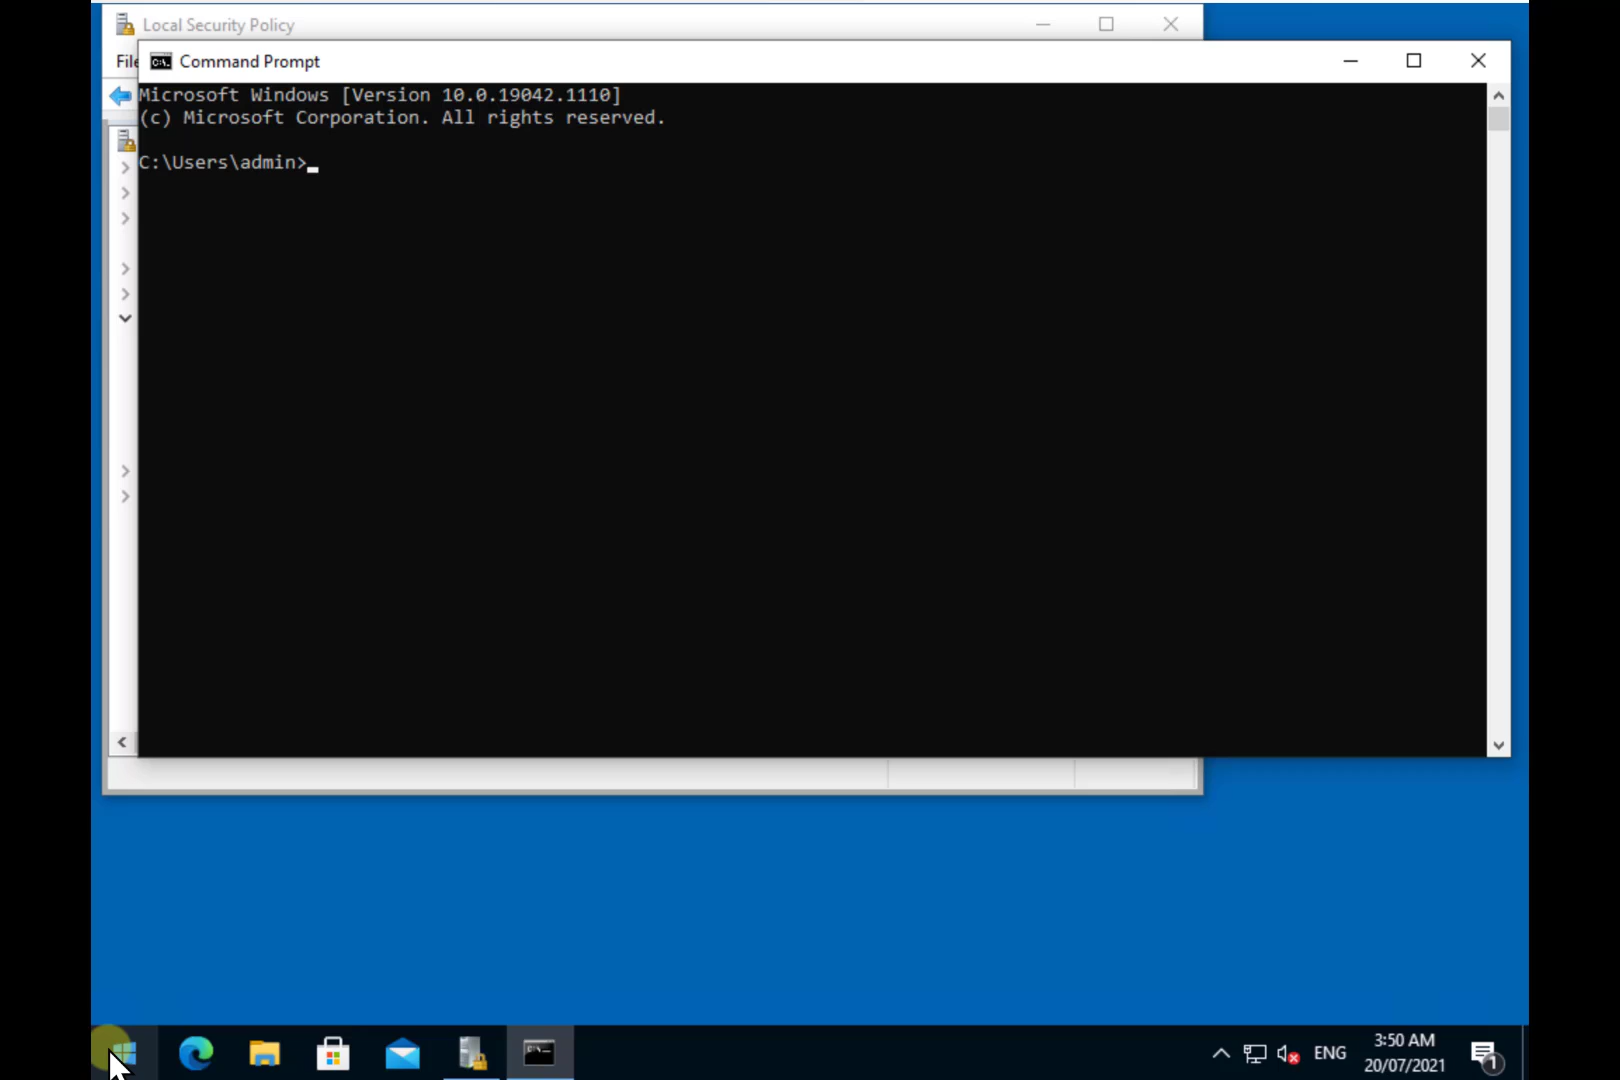 Local Security Policy
File
Command Prompt
Microsoft Windows [Version 10.0.19042.1110]
(c) Microsoft Corporation. All rights reserved.
C:\Users\admin>
ENG
3:50 AM
20/07/2021
1